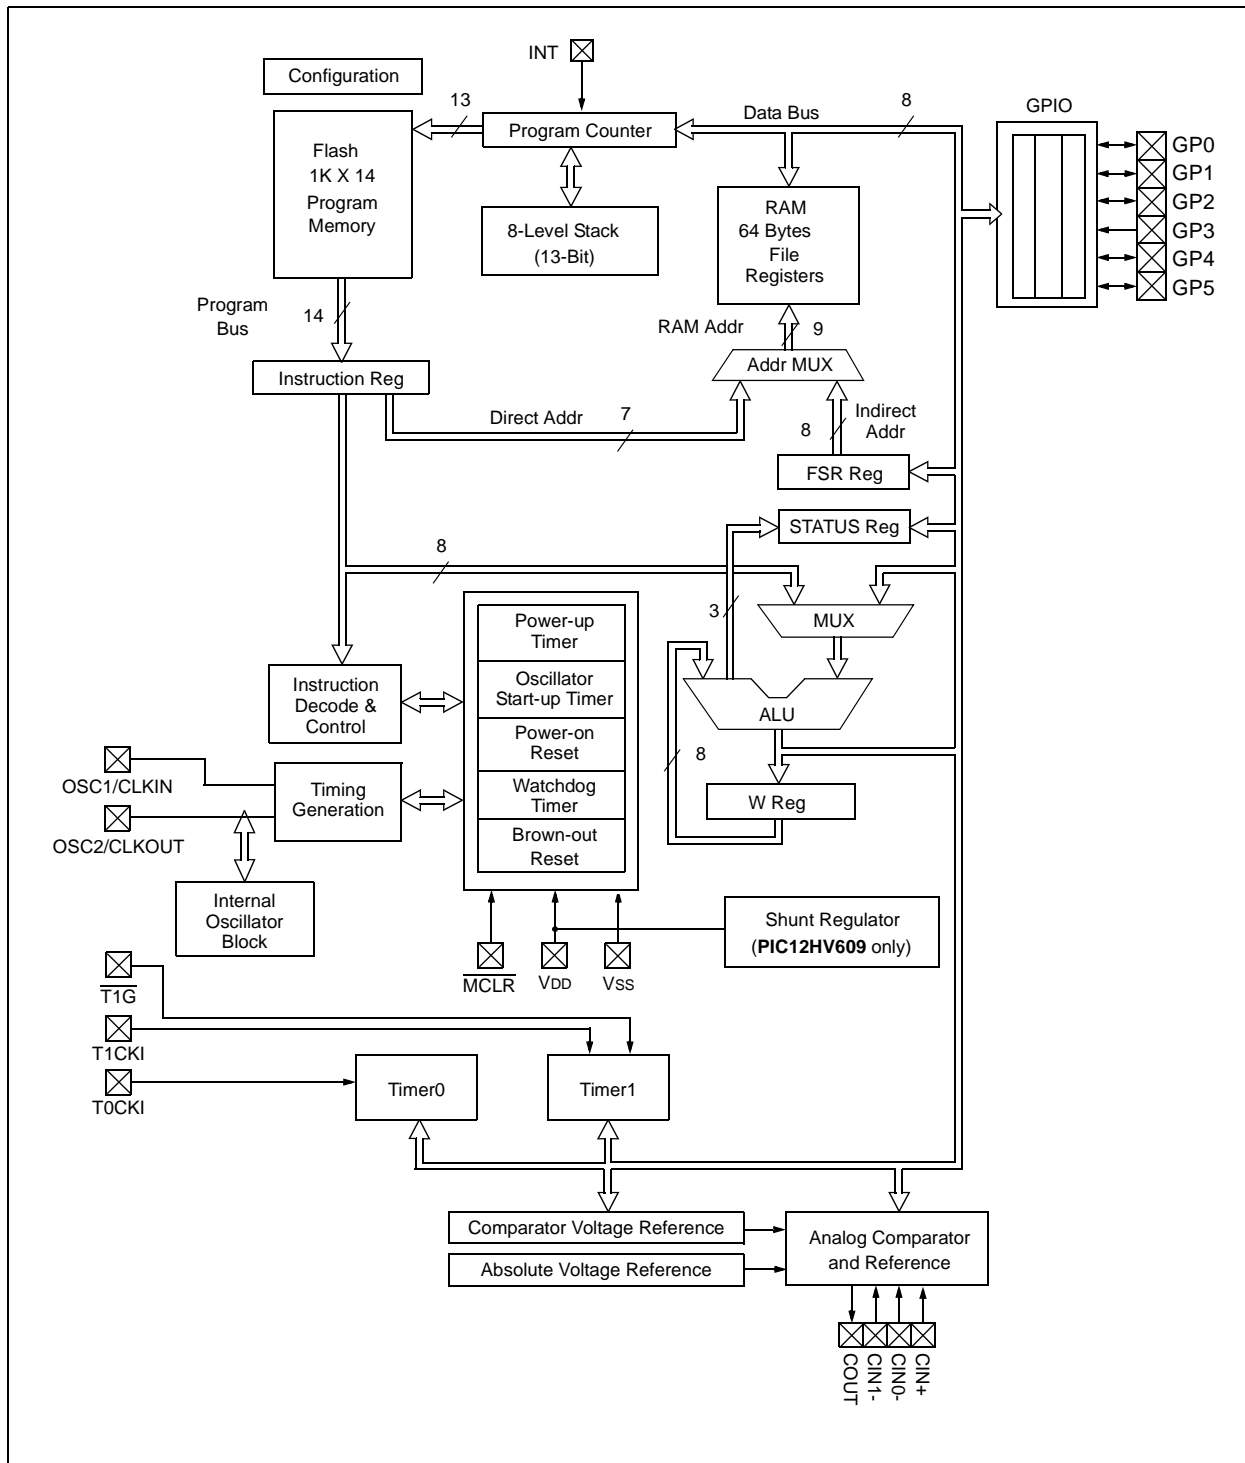 INT
Configuration
13
Program Counter
Data Bus
8
GPIO
Flash
1K X 14
Program
Memory
8-Level Stack
(13-Bit)
RAM
64 Bytes
File
Registers
GP0
GP1
GP2
GP3
GP4
GP5
Program
Bus
14
RAM Addr
9
Addr MUX
Instruction Reg
Direct Addr
7
Indirect
Addr
8
FSR Reg
STATUS Reg
8
3
MUX
Power-up
Timer
Oscillator
Start-up Timer
Power-on
Reset
Watchdog
Timer
Brown-out
Reset
Instruction
Decode &
Control
ALU
8
W Reg
OSC1/CLKIN
Timing
Generation
OSC2/CLKOUT
Internal
Oscillator
Block
Shunt Regulator
(PIC12HV609 only)
MCLR
VDD
VSS
T1G
T1CKI
T0CKI
Timer0
Timer1
Comparator Voltage Reference
Absolute Voltage Reference
Analog Comparator
and Reference
COUT
CIN1-
CIN0-
CIN+